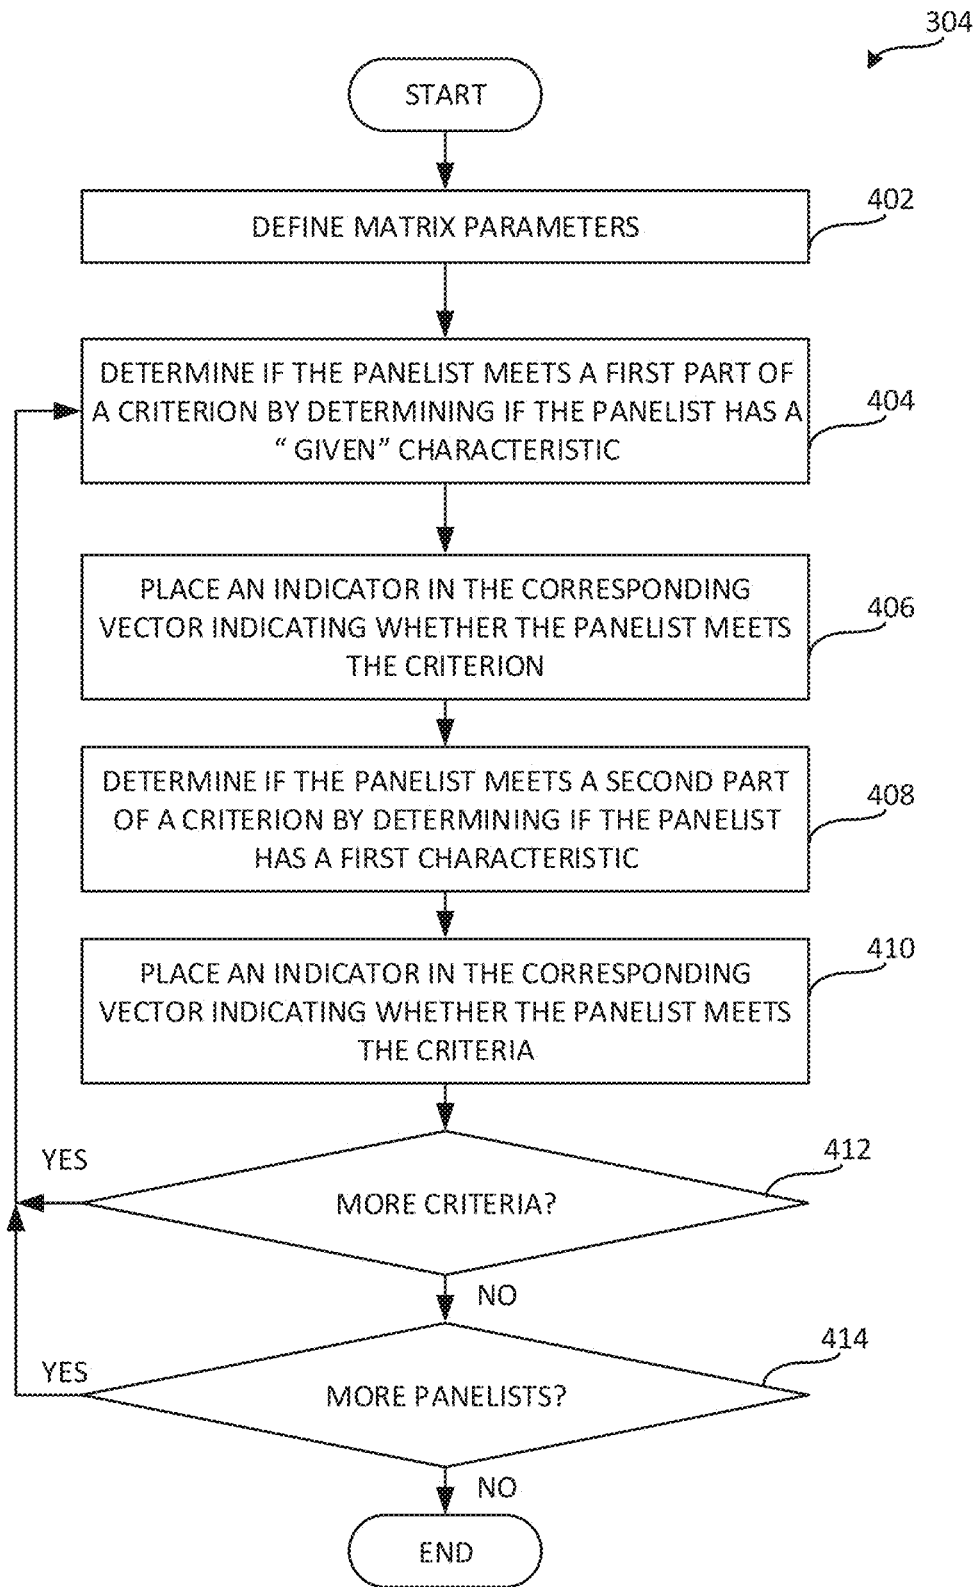 304
START
DEFINE MATRIX PARAMETERS
402
DETERMINE IF THE PANELIST MEETS A FIRST PART OF
A CRITERION BY DETERMINING IF THE PANELIST HAS A
“ GIVEN” CHARACTERISTIC
404
PLACE AN INDICATOR IN THE CORRESPONDING
VECTOR INDICATING WHETHER THE PANELIST MEETS
THE CRITERION
406
DETERMINE IF THE PANELIST MEETS A SECOND PART
OF A CRITERION BY DETERMINING IF THE PANELIST
HAS A FIRST CHARACTERISTIC
408
PLACE AN INDICATOR IN THE CORRESPONDING
VECTOR INDICATING WHETHER THE PANELIST MEETS
THE CRITERIA
410
YES
MORE CRITERIA?
412
NO
YES
MORE PANELISTS?
414
NO
END